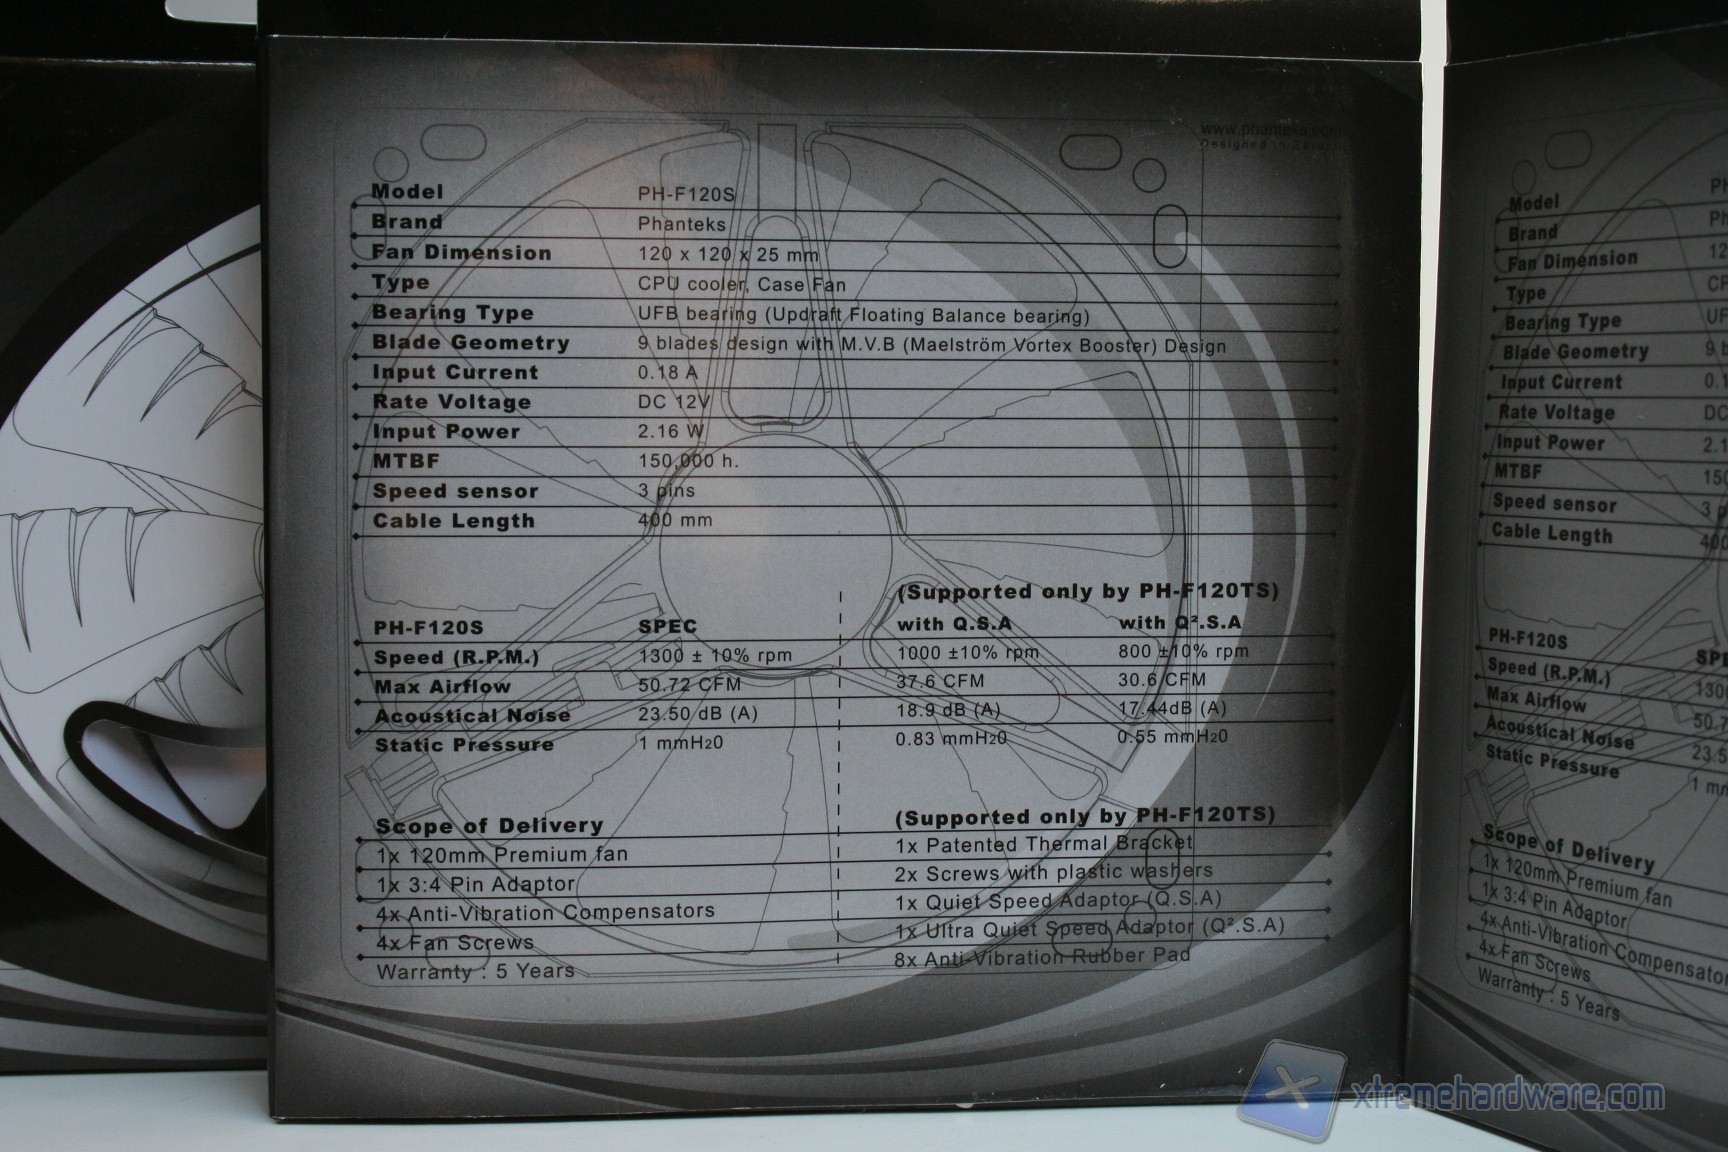 www.phanteks.com
Model PH-F120S
Brand Phanteks
Fan Dimension 120 x 120 x 25 mm
Type CPU cooler, Case Fan
Bearing Type UFB bearing (Updraft Floating Balance bearing)
Blade Geometry 9 blades design with M.V.B (Maelström Vortex Booster) Design
Input Current 0.18 A
Rate Voltage DC 12V
Input Power 2.16 W
MTBF 150,000 h.
Speed sensor 3 pins
Cable Length 400 mm
(Supported only by PH-F120TS)
PH-F120S SPEC with Q.S.A with Q².S.A
Speed (R.P.M.) 1300 ± 10% rpm 1000 ±10% rpm 800 ±10% rpm
Max Airflow 50.72 CFM 37.6 CFM 30.6 CFM
Acoustical Noise 23.50 dB (A) 18.9 dB (A) 17.44dB (A)
Static Pressure 1 mmH20 0.83 mmH20 0.55 mmH20
Scope of Delivery
1x 120mm Premium fan
1x 3:4 Pin Adaptor
4x Anti-Vibration Compensators
4x Fan Screws
Warranty : 5 Years
(Supported only by PH-F120TS)
1x Patented Thermal Bracket
2x Screws with plastic washers
1x Quiet Speed Adaptor (Q.S.A)
1x Ultra Quiet Speed Adaptor (Q².S.A)
8x Anti-Vibration Rubber Pad
Model
Brand
Fan Dimension
Type
Bearing Type
Blade Geometry
Input Current
Rate Voltage DC
Input Power
MTBF
Speed sensor 3
Cable Length
PH-F120S
Speed (R.P.M.)
Max Airflow
Acoustical Noise
Static Pressure
Scope of Delivery
1x 120mm Premium fan
1x 3:4 Pin Adaptor
4x Anti-Vibration
4x Fan Screws
Warranty : 5 Years
xtremehardware.com